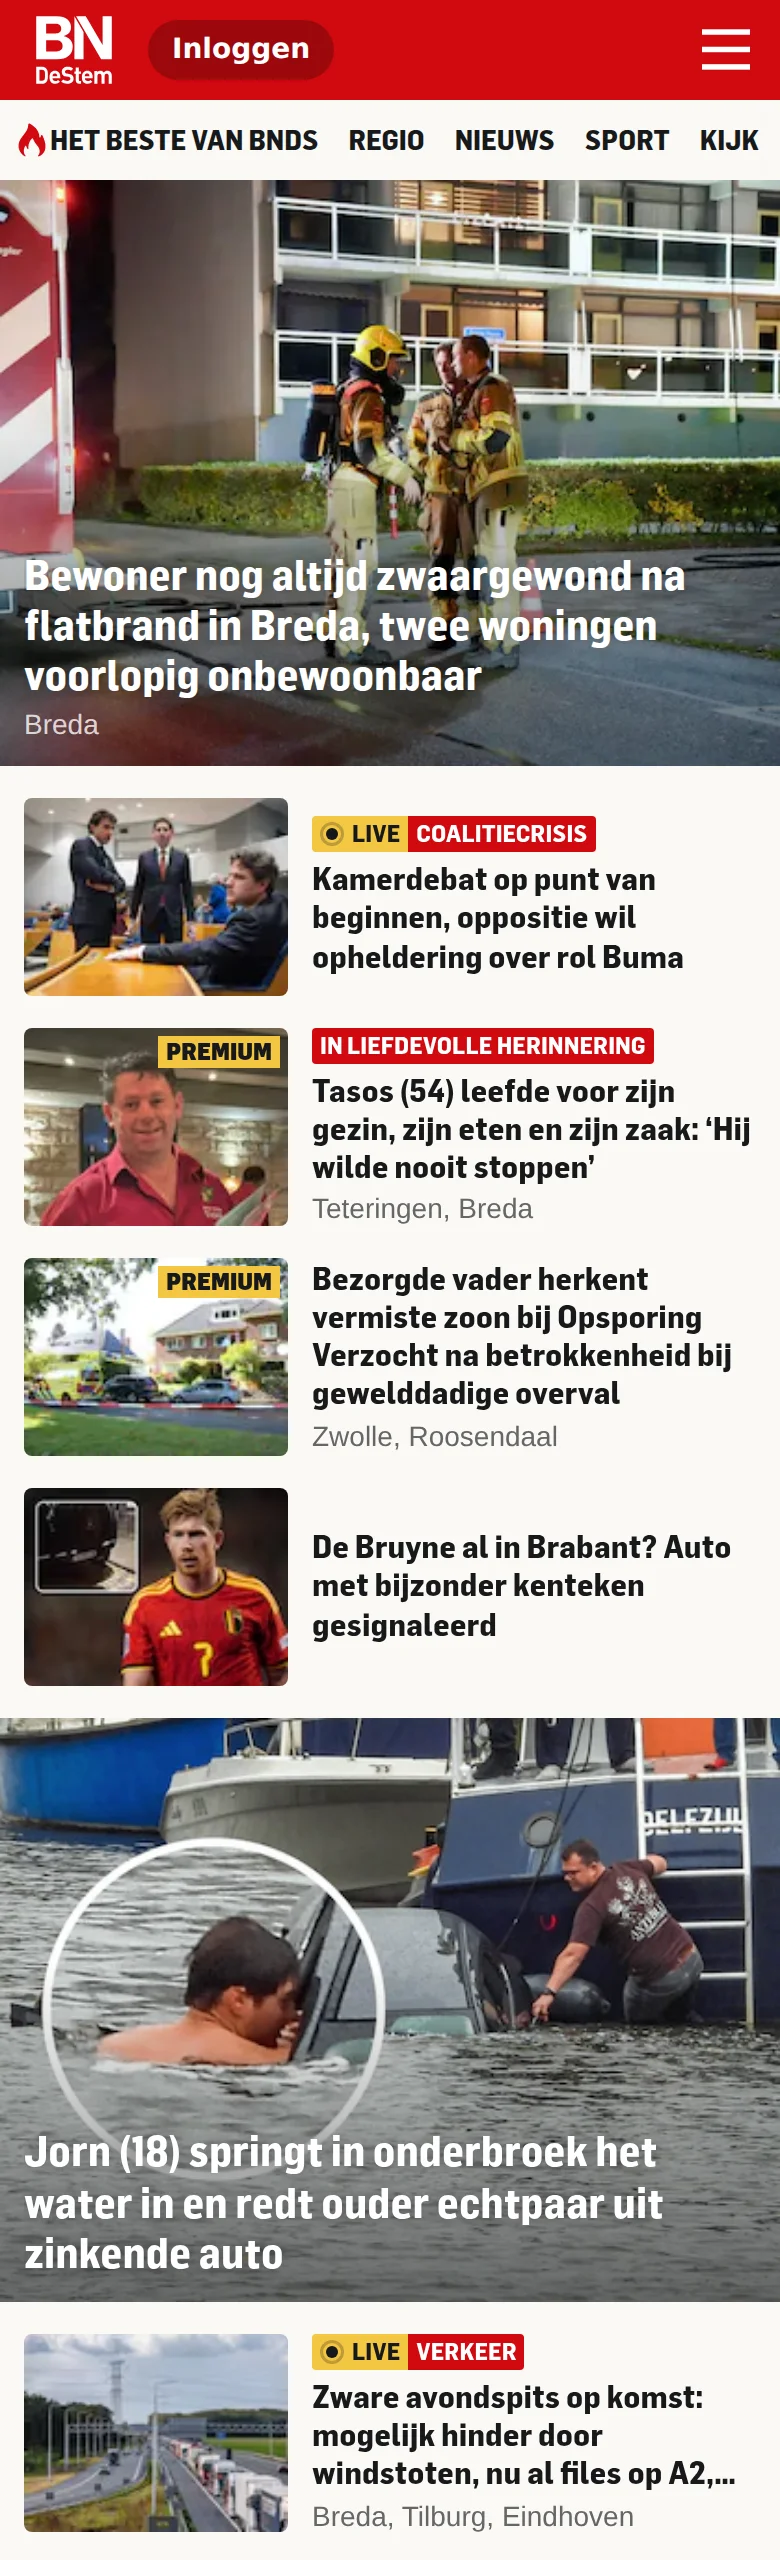 BN
DeStem
Inloggen
HET BESTE VAN BNDS REGIO NIEUWS SPORT KIJK
Bewoner nog altijd zwaargewond na
flatbrand in Breda, twee woningen
voorlopig onbewoonbaar
Breda
LIVE COALITIECRISIS
Kamerdebat op punt van
beginnen, oppositie wil
opheldering over rol Buma
PREMIUM
IN LIEFDEVOLLE HERINNERING
Tasos (54) leefde voor zijn
gezin, zijn eten en zijn zaak: ‘Hij
wilde nooit stoppen’
Teteringen, Breda
PREMIUM
Bezorgde vader herkent
vermiste zoon bij Opsporing
Verzocht na betrokkenheid bij
gewelddadige overval
Zwolle, Roosendaal
7
De Bruyne al in Brabant? Auto
met bijzonder kenteken
gesignaleerd
DELFZIJL
Jorn (18) springt in onderbroek het
water in en redt ouder echtpaar uit
zinkende auto
LIVE VERKEER
Zware avondspits op komst:
mogelijk hinder door
windstoten, nu al files op A2,...
Breda, Tilburg, Eindhoven